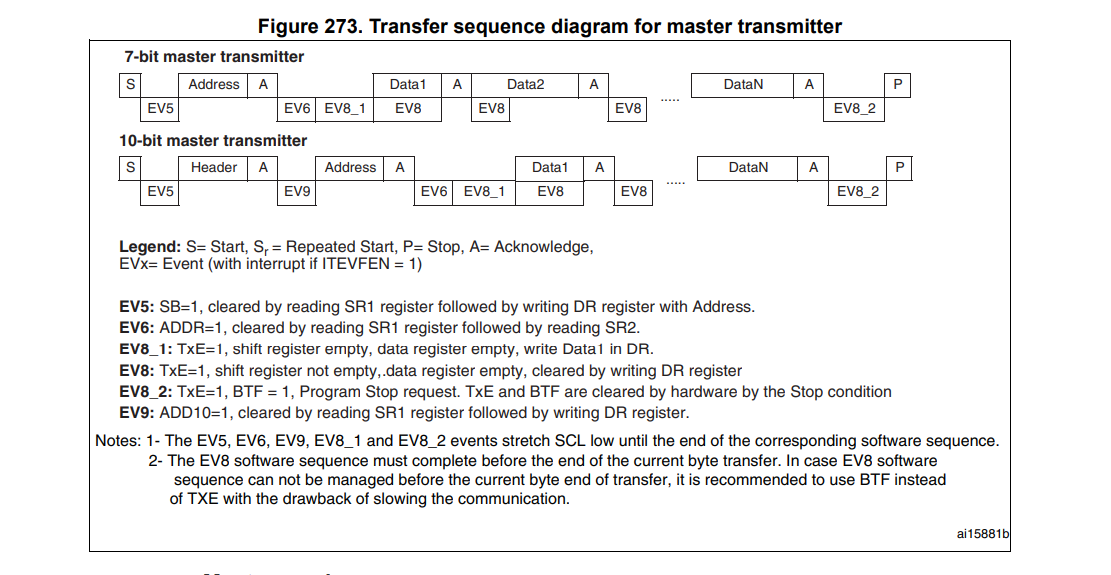 Figure 273. Transfer sequence diagram for master transmitter
7-bit master transmitter
S Address A Data1 A Data2 A DataN A P
EV5 EV6 EV8_1 EV8 EV8 EV8 ..... EV8_2
10-bit master transmitter
S Header A Address A Data1 A DataN A P
EV5 EV9 EV6 EV8_1 EV8 EV8 ..... EV8_2
Legend: S= Start, Sr = Repeated Start, P= Stop, A= Acknowledge,
EVx= Event (with interrupt if ITEVFEN = 1)
EV5: SB=1, cleared by reading SR1 register followed by writing DR register with Address.
EV6: ADDR=1, cleared by reading SR1 register followed by reading SR2.
EV8_1: TxE=1, shift register empty, data register empty, write Data1 in DR.
EV8: TxE=1, shift register not empty,.data register empty, cleared by writing DR register
EV8_2: TxE=1, BTF = 1, Program Stop request. TxE and BTF are cleared by hardware by the Stop condition
EV9: ADD10=1, cleared by reading SR1 register followed by writing DR register.
Notes: 1- The EV5, EV6, EV9, EV8_1 and EV8_2 events stretch SCL low until the end of the corresponding software sequence.
2- The EV8 software sequence must complete before the end of the current byte transfer. In case EV8 software
sequence can not be managed before the current byte end of transfer, it is recommended to use BTF instead
of TXE with the drawback of slowing the communication.
ai15881b